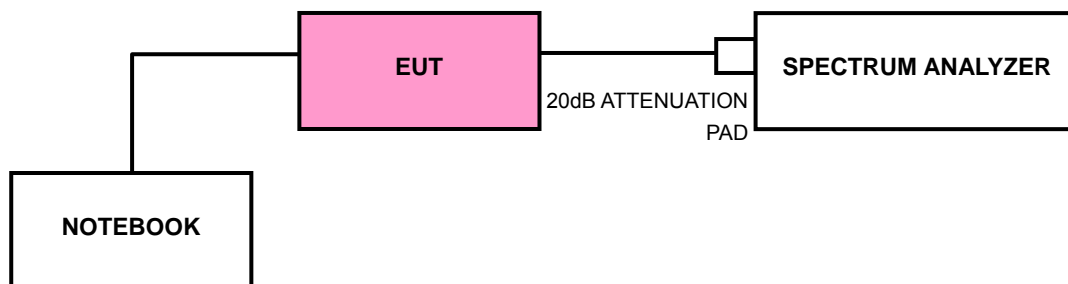 EUT
SPECTRUM ANALYZER
20dB ATTENUATION
PAD
NOTEBOOK